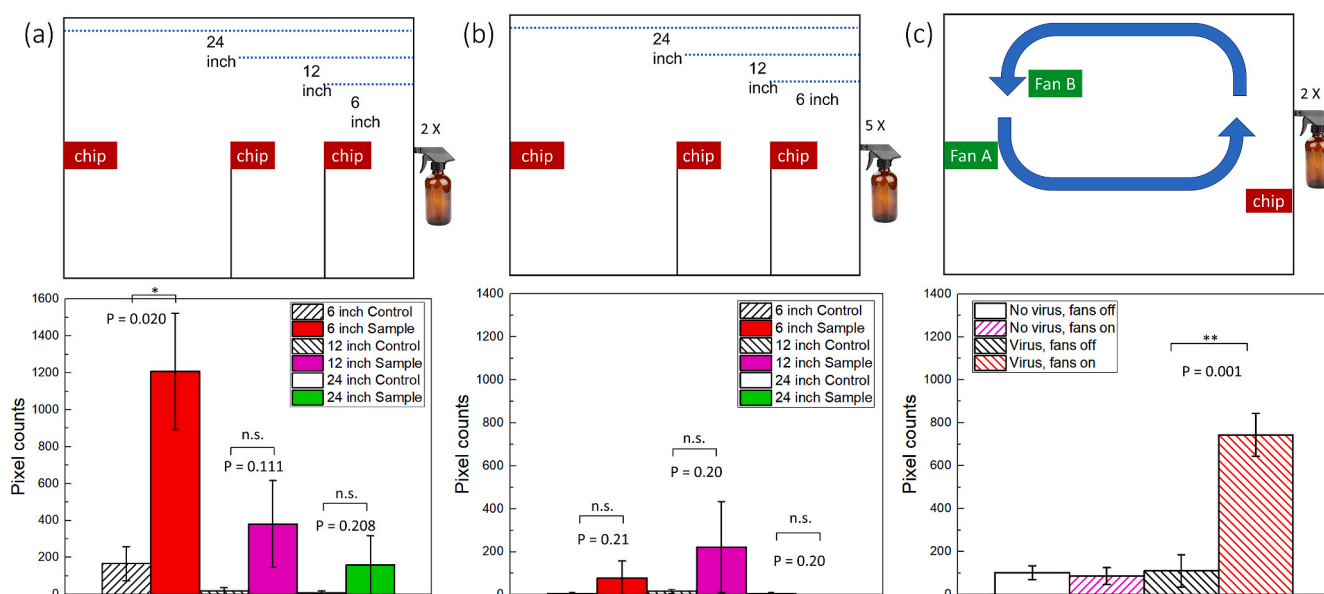 (a)
24
inch
12
inch
6
inch
2 X
chip
chip
chip
(b)
24
inch
12
inch
6 inch
5 X
chip
chip
chip
(c)
Fan B
2 X
Fan A
chip
1600
1400
1200
1000
800
600
400
200
0
Pixel counts
*
P = 0.020
6 inch Control
6 inch Sample
12 inch Control
12 inch Sample
24 inch Control
24 inch Sample
n.s.
P = 0.111
n.s.
P = 0.208
1400
1200
1000
800
600
400
200
0
Pixel counts
6 inch Control
6 inch Sample
12 inch Control
12 inch Sample
24 inch Control
24 inch Sample
n.s.
P = 0.21
n.s.
P = 0.20
n.s.
P = 0.20
1400
1200
1000
800
600
400
200
0
Pixel counts
No virus, fans off
No virus, fans on
Virus, fans off
Virus, fans on
**
P = 0.001